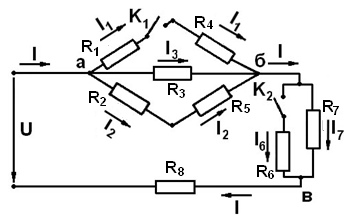 I₁ K₁ I₁
R₁ R₄
I I₃ б I
а
R₃
R₂ R₅ K₂
I₂ I₂ R₇
U I₆ I₇
R₆
R₈ в
I